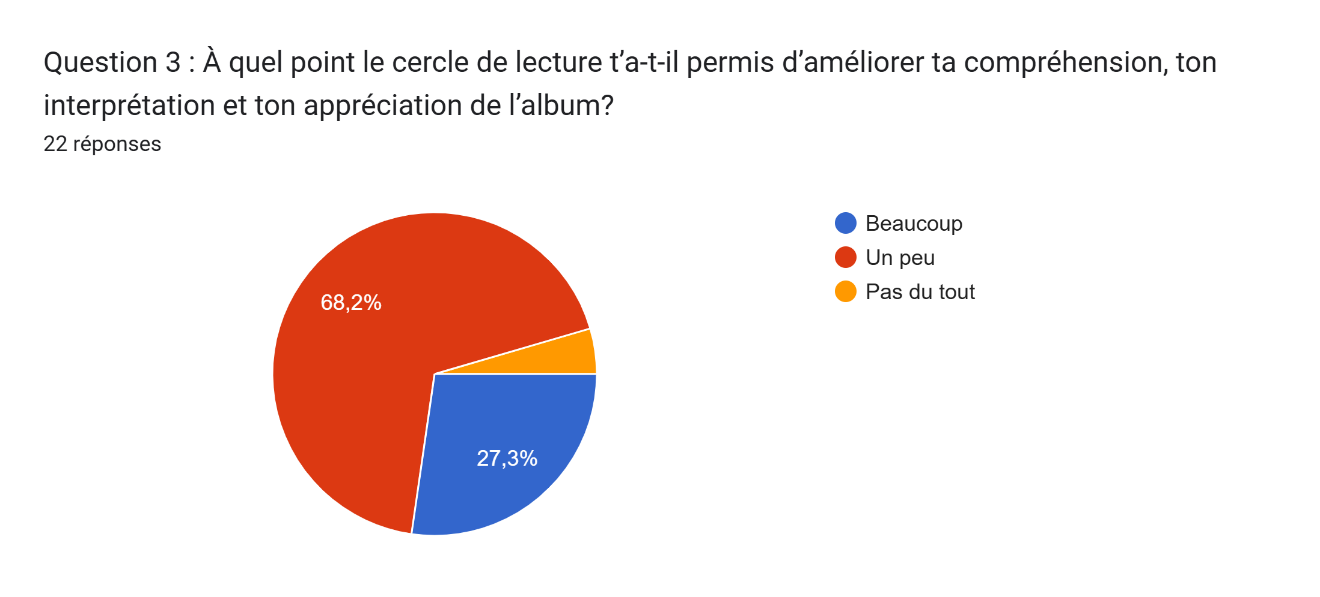 Question 3 : À quel point le cercle de lecture t’a-t-il permis d’améliorer ta compréhension, ton
interprétation et ton appréciation de l’album?
22 réponses
Beaucoup
Un peu
Pas du tout
68,2%
27,3%